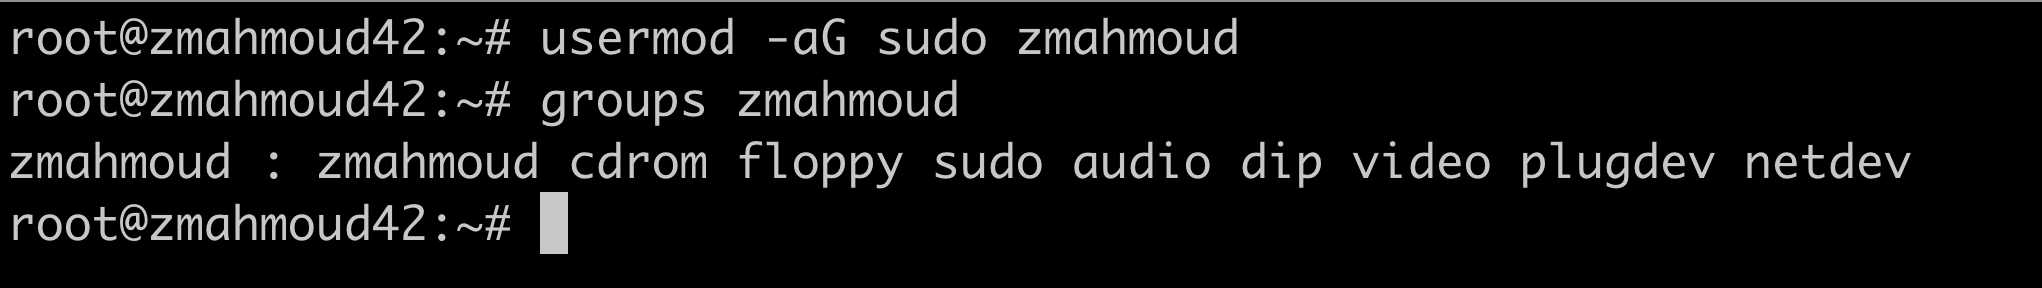 root@zmahmoud42:~# usermod -aG sudo zmahmoud
root@zmahmoud42:~# groups zmahmoud
zmahmoud : zmahmoud cdrom floppy sudo audio dip video plugdev netdev
root@zmahmoud42:~#